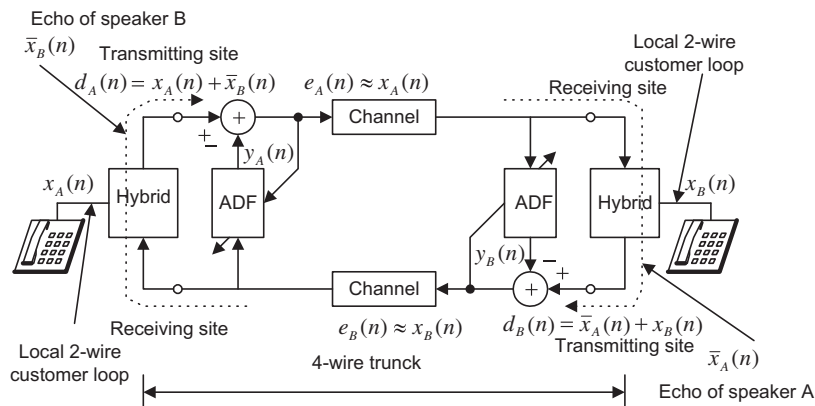 Echo of speaker B
x̄_B(n)
Transmitting site
d_A(n) = x_A(n) + x̄_B(n)
e_A(n) ≈ x_A(n)
Local 2-wire
customer loop
Receiving site
Channel
+
+
−
y_A(n)
x_A(n)
Hybrid
ADF
ADF
Hybrid
x_B(n)
y_B(n)
−
+
+
Channel
Receiving site
e_B(n) ≈ x_B(n)
d_B(n) = x̄_A(n) + x_B(n)
Transmitting site
x̄_A(n)
Local 2-wire
customer loop
4-wire trunck
Echo of speaker A